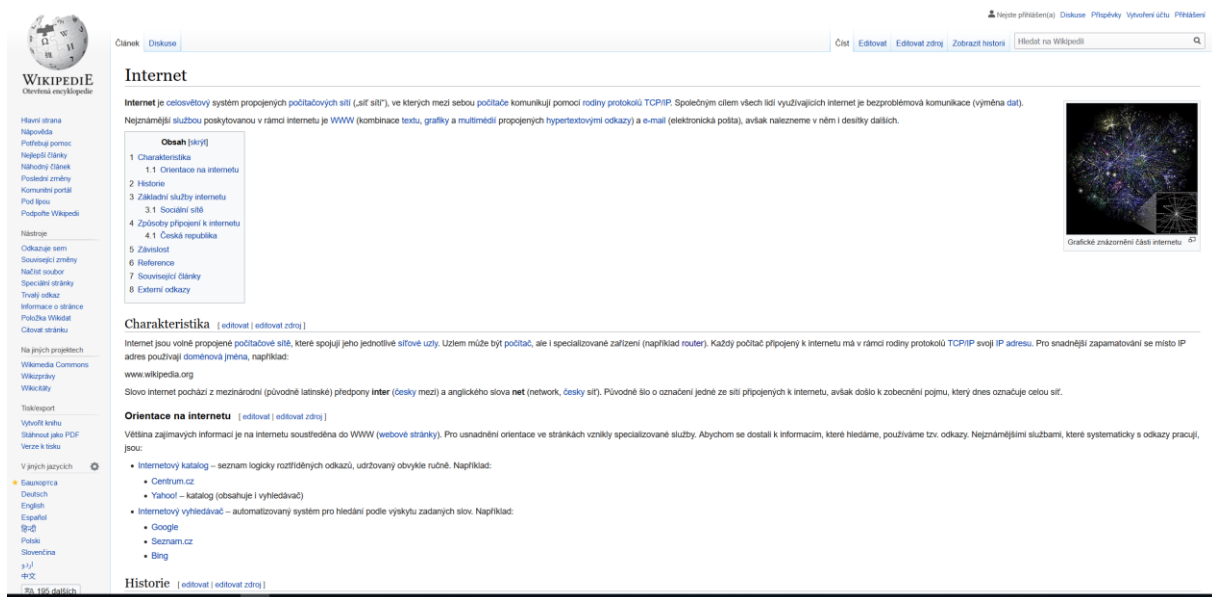 Nejste přihlášen(a) Diskuse Příspěvky Vytvoření účtu Přihlášení
Článek Diskuse
Číst Editovat Editovat zdroj Zobrazit historii Hledat na Wikipedii
WIKIPEDIE
Otevřená encyklopedie
Hlavní strana
Nápověda
Potřebuji pomoc
Nejlepší články
Náhodný článek
Poslední změny
Komunitní portál
Pod lípou
Podpořte Wikipedii
Nástroje
Odkazuje sem
Související změny
Načíst soubor
Speciální stránky
Trvalý odkaz
Informace o stránce
Položka Wikidat
Citovat stránku
Na jiných projektech
Wikimedia Commons
Wikizprávy
Wikicitáty
Tisk/export
Vytvořit knihu
Stáhnout jako PDF
Verze k tisku
V jiných jazycích
Башҡортса
Deutsch
English
Español
हिन्दी
Polski
Slovenčina
اردو
中文
195 dalších
Internet
Internet je celosvětový systém propojených počítačových sítí („síť sítí“), ve kterých mezi sebou počítače komunikují pomocí rodiny protokolů TCP/IP. Společným cílem všech lidí využívajících internet je bezproblémová komunikace (výměna dat).
Nejznámější službou poskytovanou v rámci internetu je WWW (kombinace textu, grafiky a multimédií propojených hypertextovými odkazy) a e-mail (elektronická pošta), avšak nalezneme v něm i desítky dalších.
Obsah [skrýt]
1 Charakteristika
1.1 Orientace na internetu
2 Historie
3 Základní služby internetu
3.1 Sociální sítě
4 Způsoby připojení k internetu
4.1 Česká republika
5 Závislost
6 Reference
7 Související články
8 Externí odkazy
Grafické znázornění části internetu
Charakteristika [ editovat | editovat zdroj ]
Internet jsou volně propojené počítačové sítě, které spojují jeho jednotlivé síťové uzly. Uzlem může být počítač, ale i specializované zařízení (například router). Každý počítač připojený k internetu má v rámci rodiny protokolů TCP/IP svoji IP adresu. Pro snadnější zapamatování se místo IP
adres používají doménová jména, například:
www.wikipedia.org
Slovo internet pochází z mezinárodní (původně latinské) předpony inter (česky mezi) a anglického slova net (network, česky síť). Původně šlo o označení jedné ze sítí připojených k internetu, avšak došlo k zobecnění pojmu, který dnes označuje celou síť.
Orientace na internetu [ editovat | editovat zdroj ]
Většina zajímavých informací je na internetu soustředěna do WWW (webové stránky). Pro usnadnění orientace ve stránkách vznikly specializované služby. Abychom se dostali k informacím, které hledáme, používáme tzv. odkazy. Nejznámějšími službami, které systematicky s odkazy pracují,
jsou:
• Internetový katalog – seznam logicky roztříděných odkazů, udržovaný obvykle ručně. Například:
• Centrum.cz
• Yahoo! – katalog (obsahuje i vyhledávač)
• Internetový vyhledávač – automatizovaný systém pro hledání podle výskytu zadaných slov. Například:
• Google
• Seznam.cz
• Bing
Historie [ editovat | editovat zdroj ]